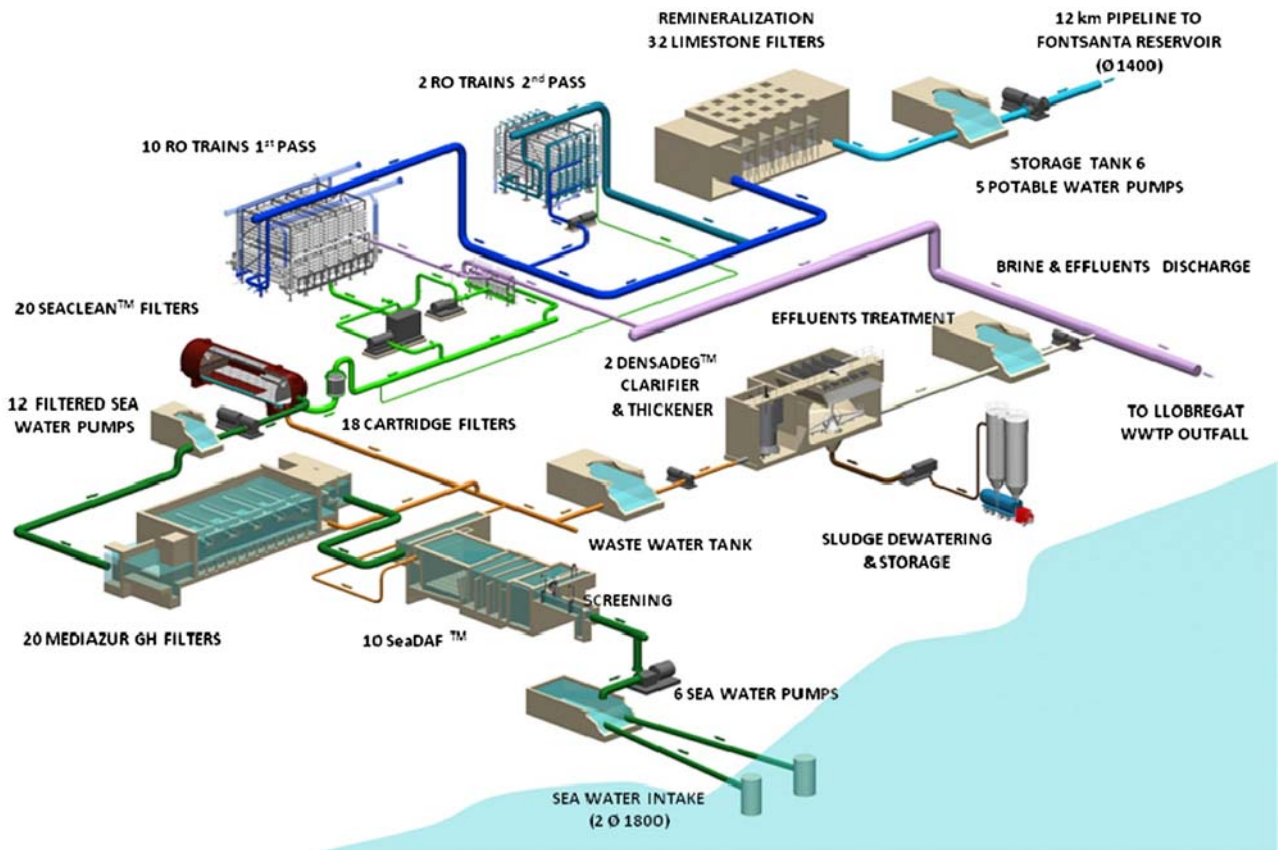 REMINERALIZATION
32 LIMESTONE FILTERS
12 km PIPELINE TO
FONTSANTA RESERVOIR
(Ø 1400)
2 RO TRAINS 2nd PASS
10 RO TRAINS 1st PASS
STORAGE TANK 6
5 POTABLE WATER PUMPS
BRINE & EFFLUENTS DISCHARGE
20 SEACLEAN™ FILTERS
EFFLUENTS TREATMENT
2 DENSADEG™
CLARIFIER
& THICKENER
12 FILTERED SEA
WATER PUMPS
18 CARTRIDGE FILTERS
TO LLOBREGAT
WWTP OUTFALL
WASTE WATER TANK
SLUDGE DEWATERING
& STORAGE
SCREENING
20 MEDIAZUR GH FILTERS
10 SeaDAF ™
6 SEA WATER PUMPS
SEA WATER INTAKE
(2 Ø 1800)